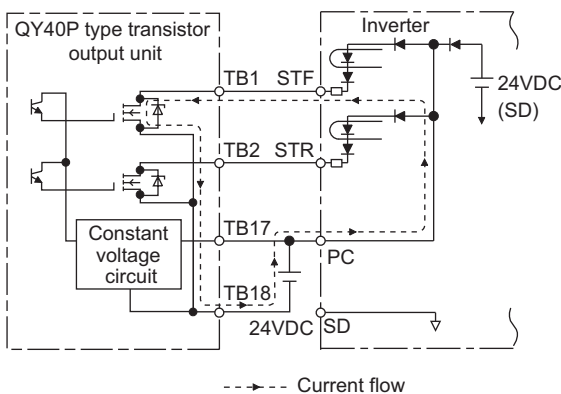 QY40P type transistor
output unit
Inverter
TB1 STF
24VDC
(SD)
TB2 STR
Constant
voltage
circuit
TB17
PC
TB18
24VDC
SD
Current flow